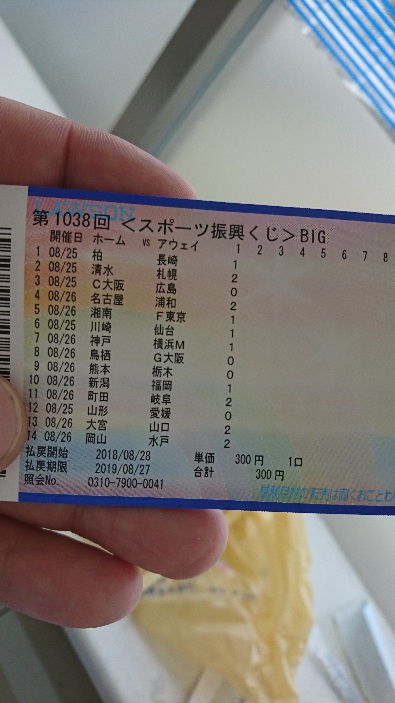 LAWSON
第1038回 <スポーツ振興くじ>BIG
開催日 ホーム vs アウェイ 1 2 3 4 5 6 7 8
1 08/25 柏 長崎 1
2 08/25 清水 札幌 2
3 08/25 C大阪 広島 0
4 08/26 名古屋 浦和 2
5 08/26 湘南 F東京 1
6 08/25 川崎 仙台 1
7 08/26 神戸 横浜M 1
8 08/26 鳥栖 G大阪 0
9 08/26 熊本 栃木 0
10 08/26 新潟 福岡 1
11 08/26 町田 岐阜 2
12 08/25 山形 愛媛 0
13 08/26 大宮 山口 2
14 08/26 岡山 水戸 2
払戻開始 2018/08/28 単価 300円 1口
払戻期限 2019/08/27 合計 300円
照会No. 0310-7900-0041